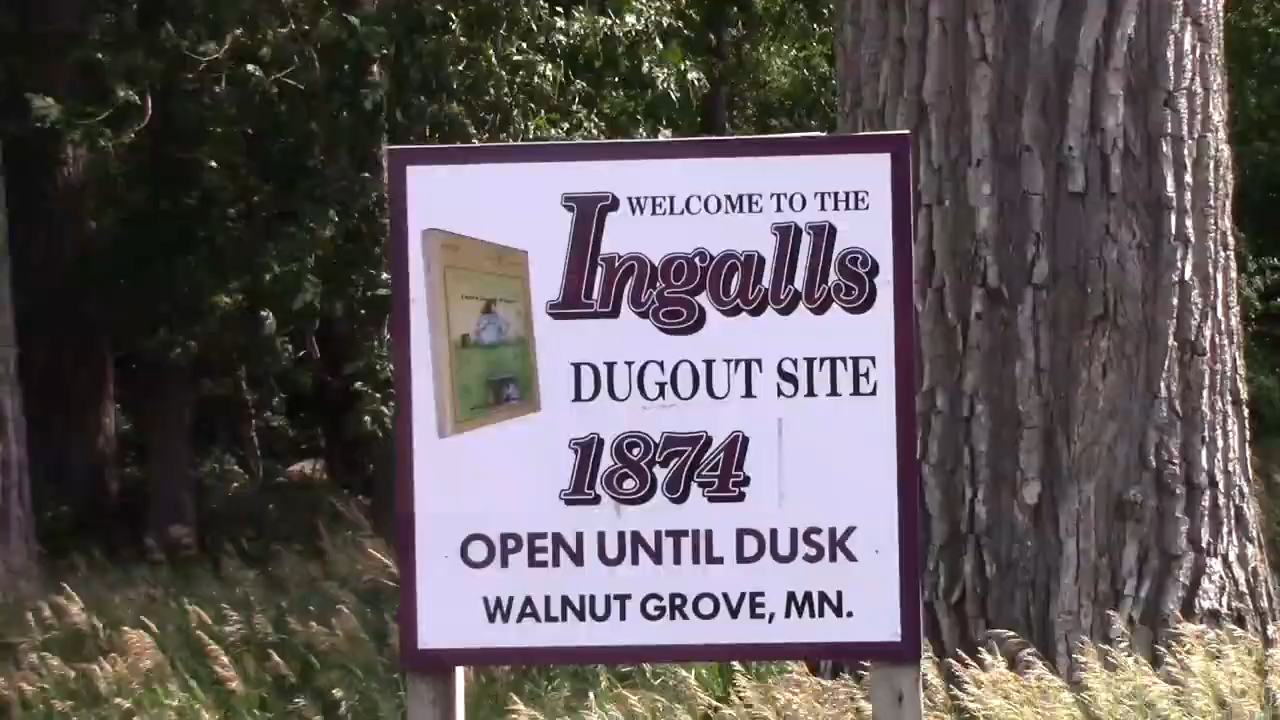 WELCOME TO THE
Ingalls
DUGOUT SITE
1874
OPEN UNTIL DUSK
WALNUT GROVE, MN.